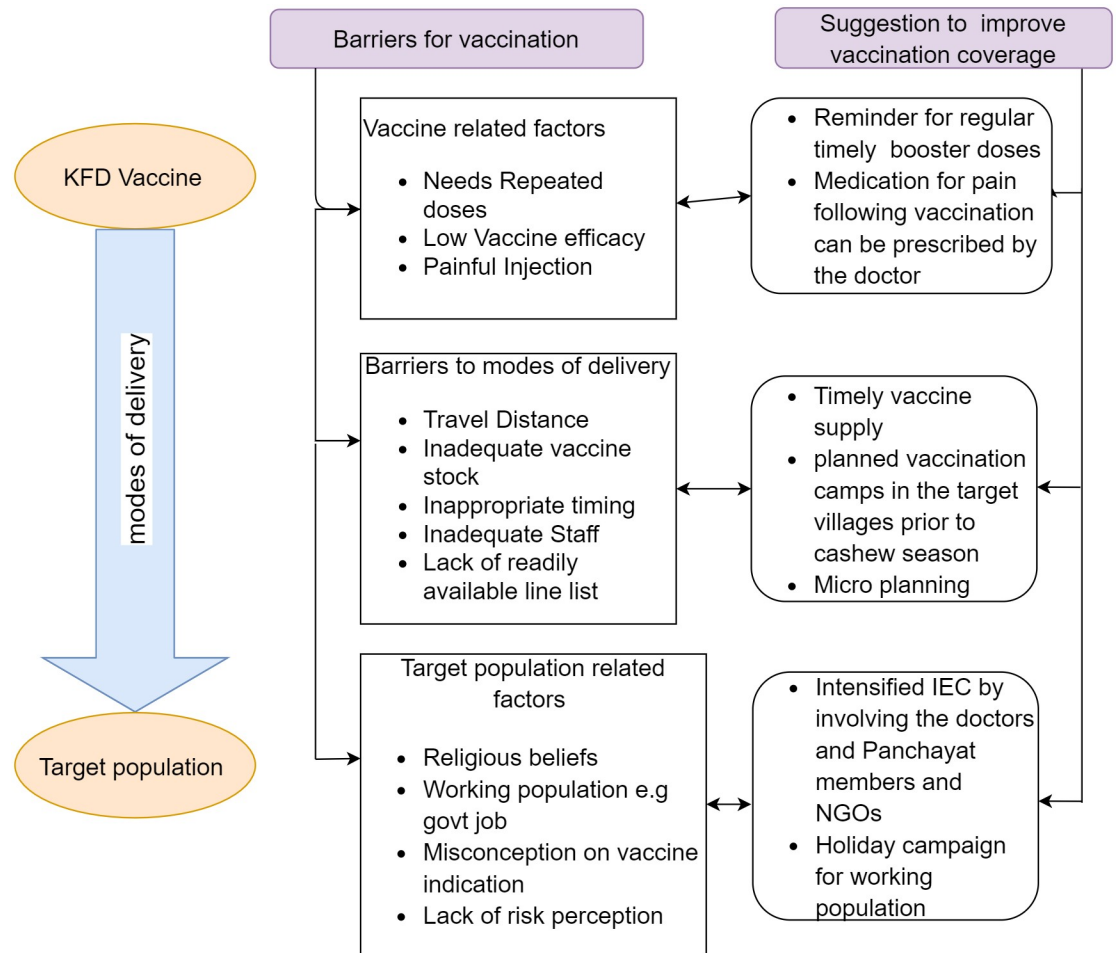 Barriers for vaccination
Suggestion to improve
vaccination coverage
KFD Vaccine
modes of delivery
Target population
Vaccine related factors
• Needs Repeated
doses
• Low Vaccine efficacy
• Painful Injection
• Reminder for regular
timely booster doses
• Medication for pain
following vaccination
can be prescribed by
the doctor
Barriers to modes of delivery
• Travel Distance
• Inadequate vaccine
stock
• Inappropriate timing
• Inadequate Staff
• Lack of readily
available line list
• Timely vaccine
supply
• planned vaccination
camps in the target
villages prior to
cashew season
• Micro planning
Target population related
factors
• Religious beliefs
• Working population e.g
govt job
• Misconception on vaccine
indication
• Lack of risk perception
• Intensified IEC by
involving the doctors
and Panchayat
members and
NGOs
• Holiday campaign
for working
population